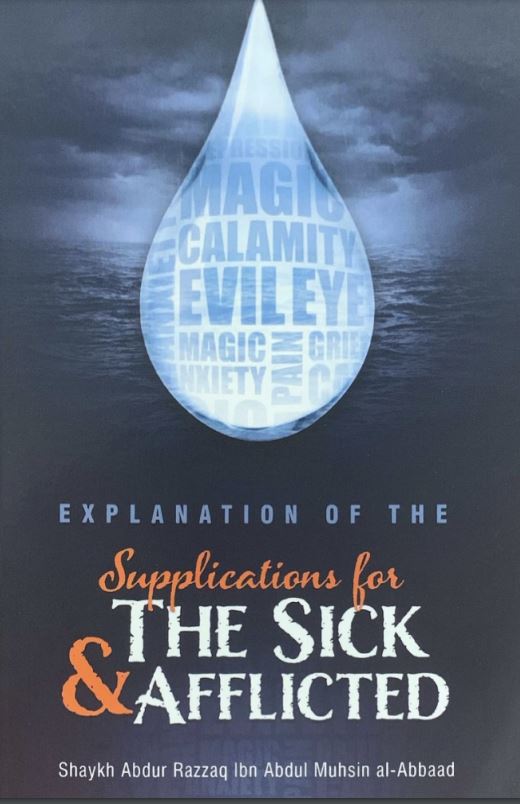 MAGIC
CALAMITY
EVIL EYE
MAGIC
PAIN
EXPLANATION OF THE
Supplications for
THE SICK
& AFFLICTED
Shaykh Abdur Razzaq Ibn Abdul Muhsin al-Abbaad